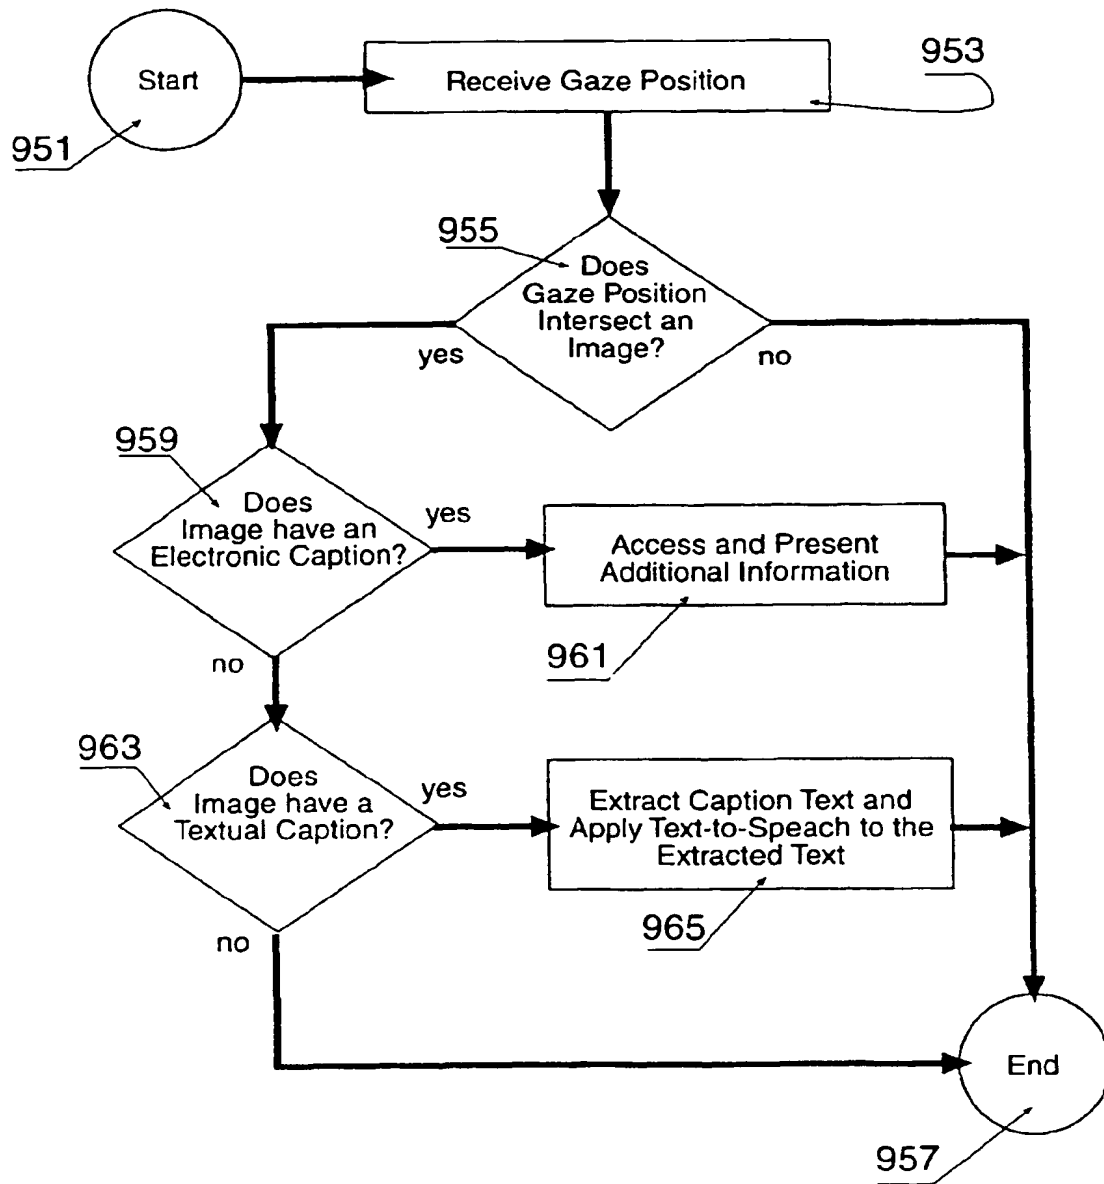 Start
951
Receive Gaze Position
953
955
Does
Gaze Position
Intersect an
Image?
yes
no
959
Does
Image have an
Electronic Caption?
yes
no
Access and Present
Additional Information
961
963
Does
Image have a
Textual Caption?
yes
no
Extract Caption Text and
Apply Text-to-Speach to the
Extracted Text
965
End
957